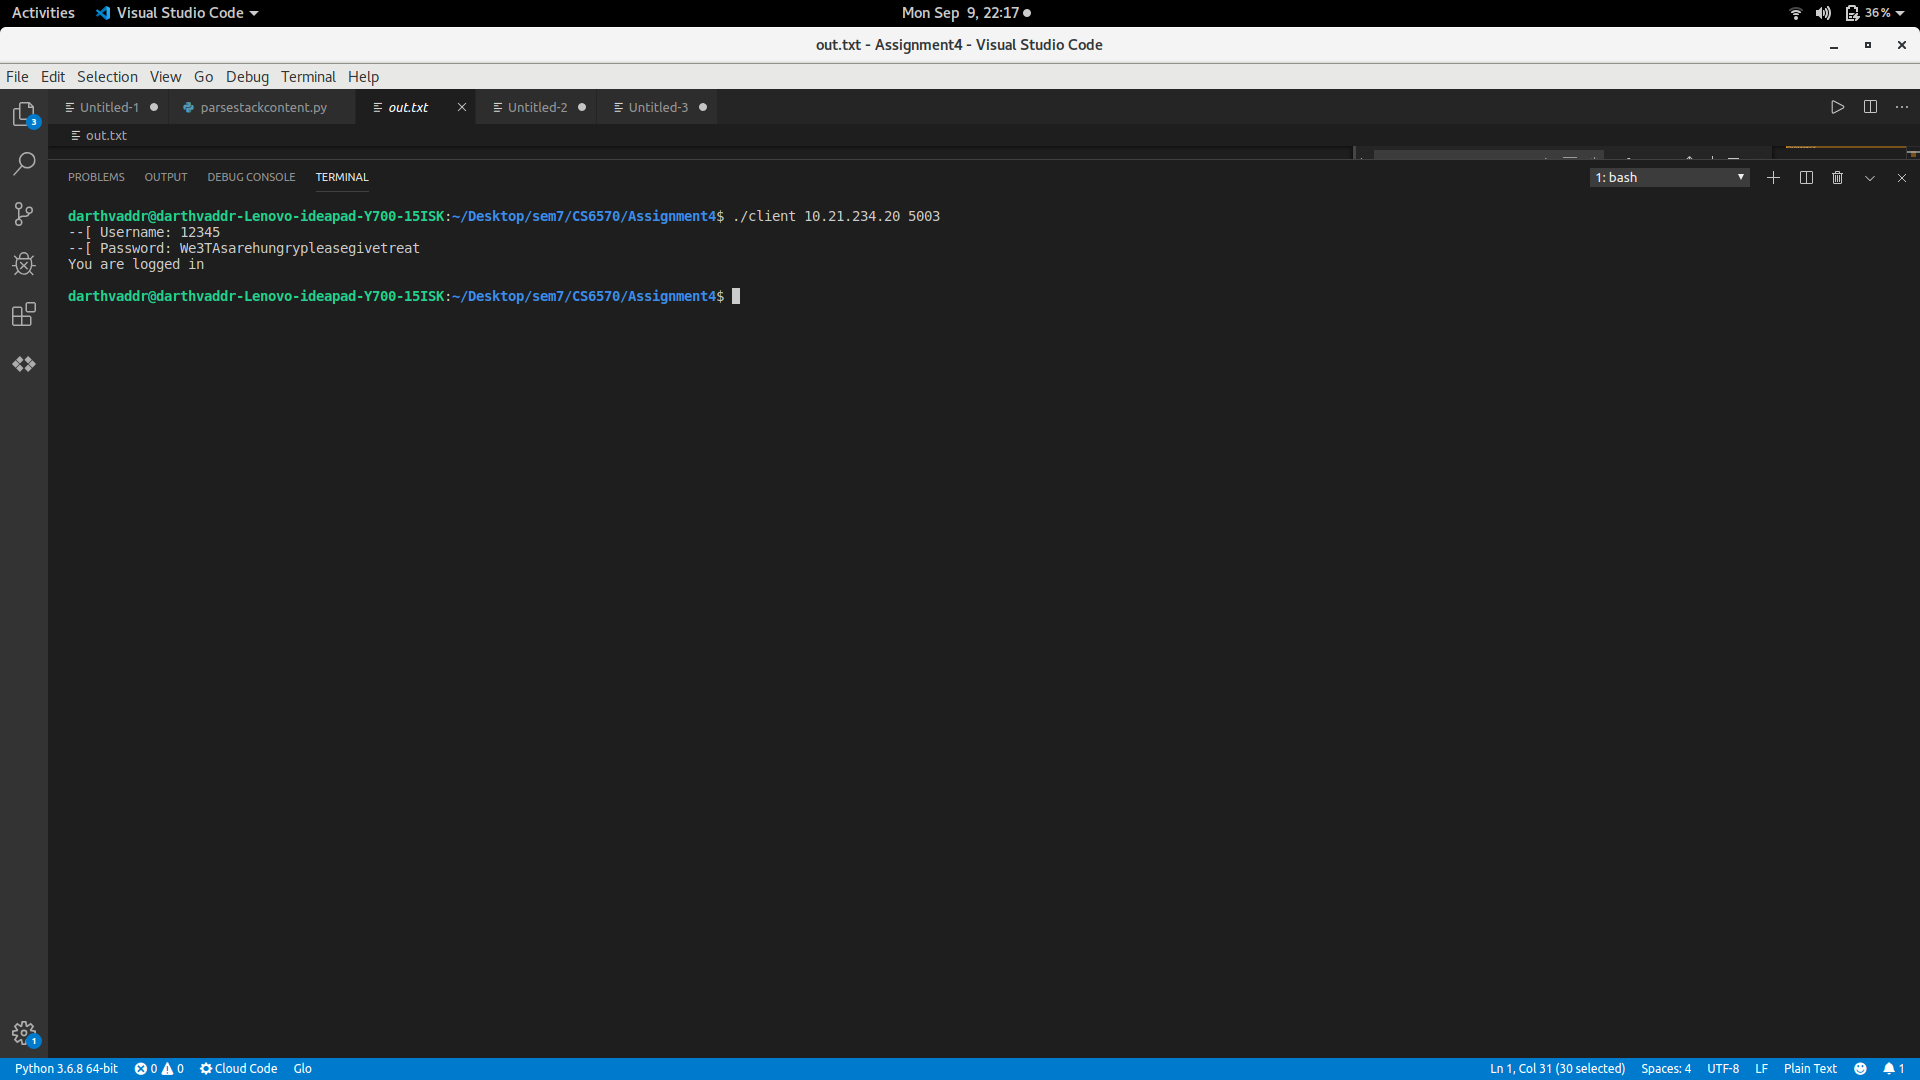 Activities Visual Studio Code Mon Sep 9, 22:17 36%
out.txt - Assignment4 - Visual Studio Code
File Edit Selection View Go Debug Terminal Help
Untitled-1 parsestackcontent.py out.txt Untitled-2 Untitled-3
3
out.txt
PROBLEMS OUTPUT DEBUG CONSOLE TERMINAL 1: bash
darthvaddr@darthvaddr-Lenovo-ideapad-Y700-15ISK:~/Desktop/sem7/CS6570/Assignment4$ ./client 10.21.234.20 5003
--[ Username: 12345
--[ Password: We3TAsarehungrypleasegivetreat
You are logged in
darthvaddr@darthvaddr-Lenovo-ideapad-Y700-15ISK:~/Desktop/sem7/CS6570/Assignment4$
1
Python 3.6.8 64-bit 0 0 Cloud Code Glo Ln 1, Col 31 (30 selected) Spaces: 4 UTF-8 LF Plain Text 1